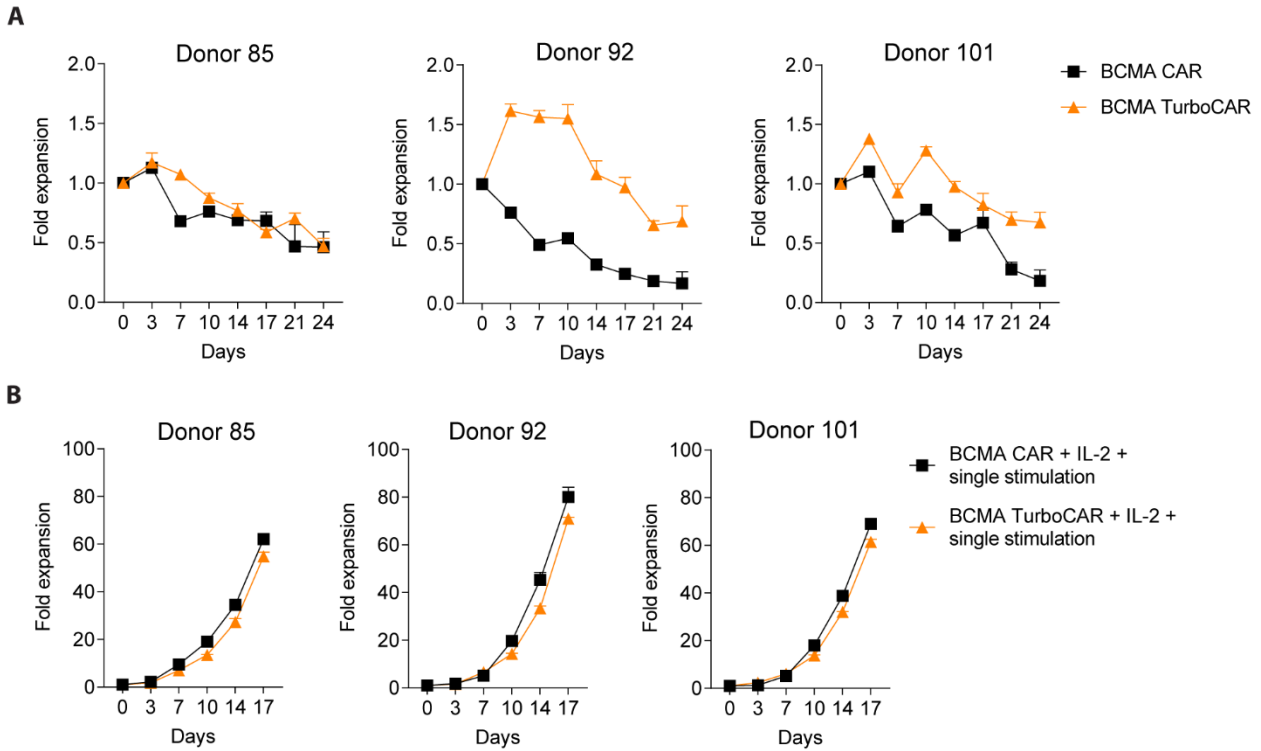 A
Donor 85
Donor 92
Donor 101
BCMA CAR
BCMA TurboCAR
Fold expansion
2.0
1.5
1.0
0.5
0.0
0 3 7 10 14 17 21 24
Days
Fold expansion
2.0
1.5
1.0
0.5
0.0
0 3 7 10 14 17 21 24
Days
Fold expansion
2.0
1.5
1.0
0.5
0.0
0 3 7 10 14 17 21 24
Days
B
Donor 85
Donor 92
Donor 101
BCMA CAR + IL-2 +
single stimulation
BCMA TurboCAR + IL-2 +
single stimulation
Fold expansion
100
80
60
40
20
0
0 3 7 10 14 17
Days
Fold expansion
100
80
60
40
20
0
0 3 7 10 14 17
Days
Fold expansion
100
80
60
40
20
0
0 3 7 10 14 17
Days